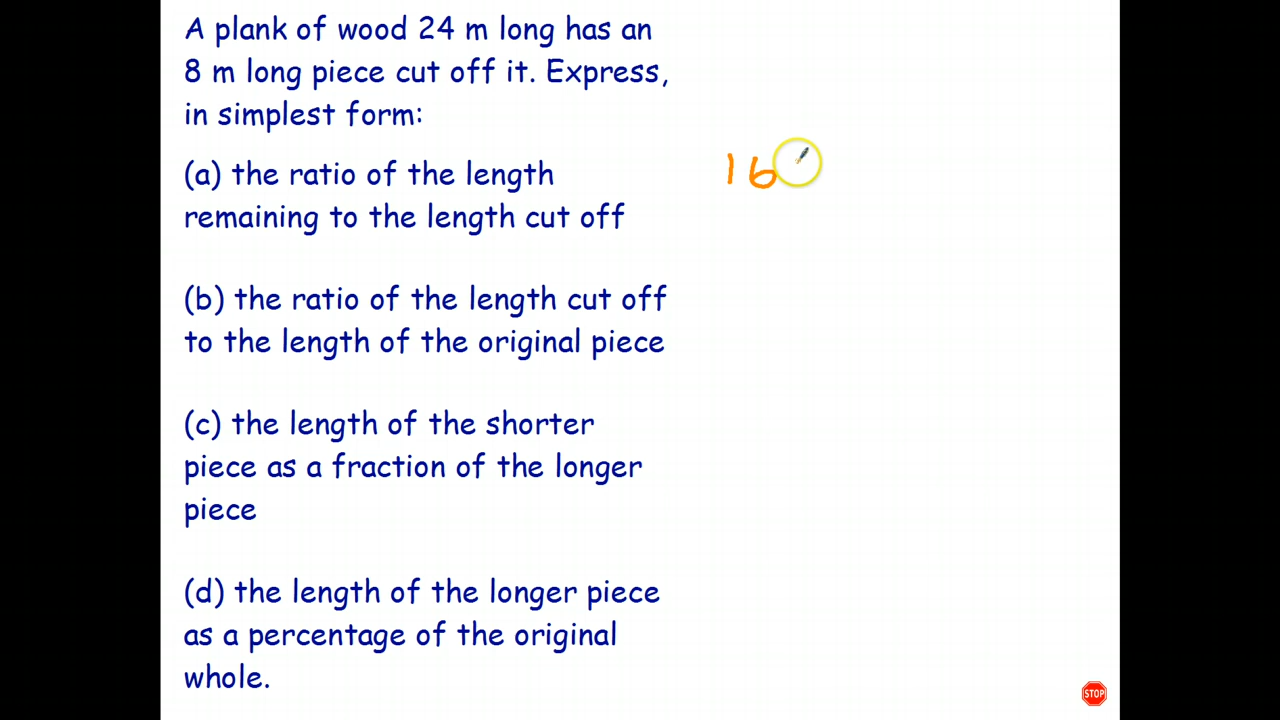 A plank of wood 24 m long has an
8 m long piece cut off it. Express,
in simplest form:
(a) the ratio of the length
remaining to the length cut off
16
(b) the ratio of the length cut off
to the length of the original piece
(c) the length of the shorter
piece as a fraction of the longer
piece
(d) the length of the longer piece
as a percentage of the original
whole.
STOP